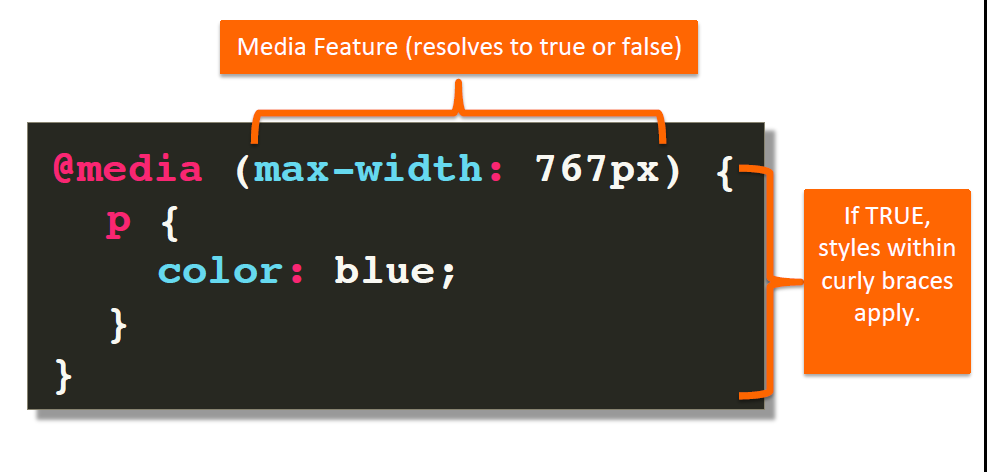 Media Feature (resolves to true or false)
@media (max-width: 767px) {
p {
color: blue;
}
}
If TRUE,
styles within
curly braces
apply.